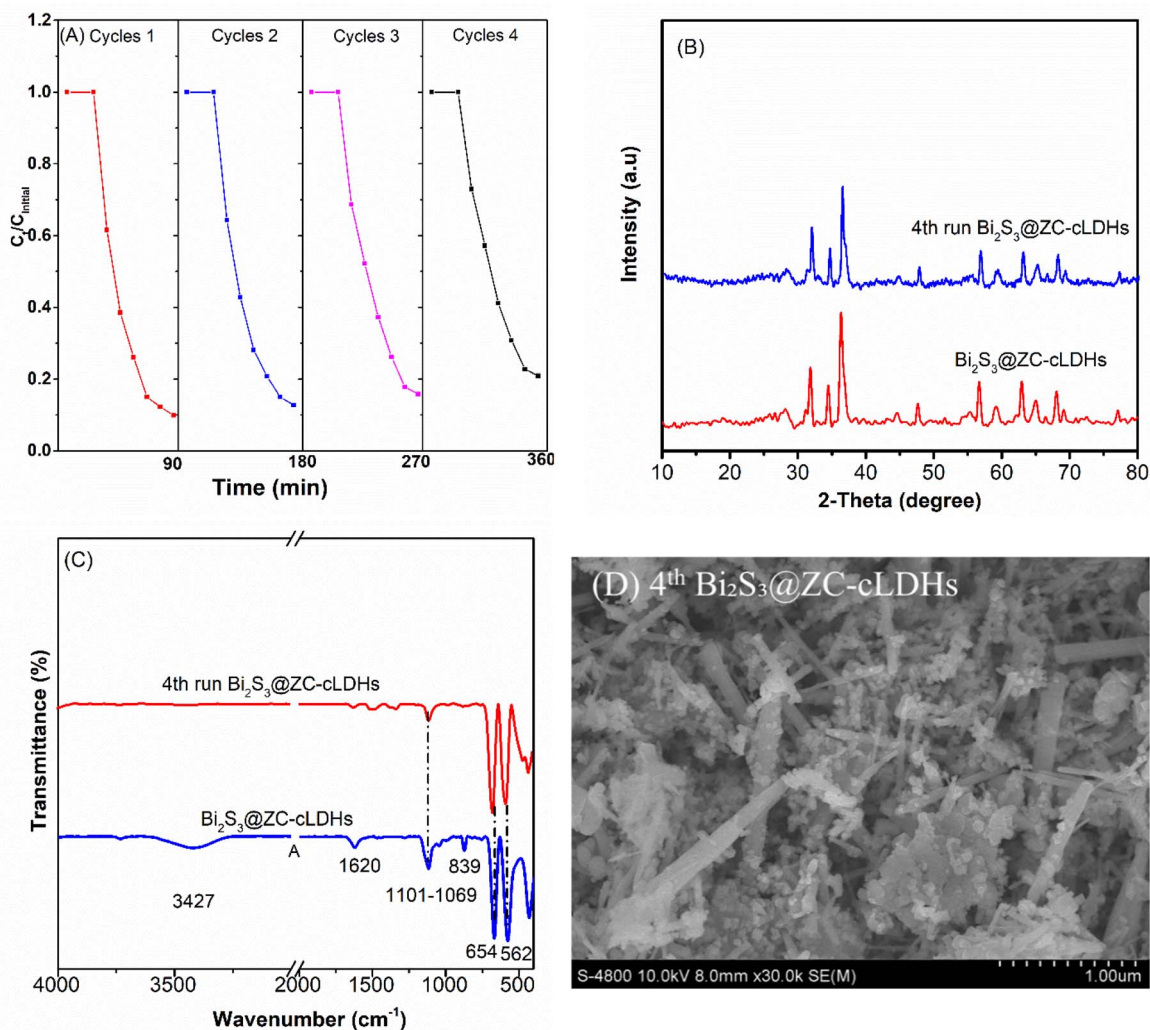 (A) Cycles 1 Cycles 2 Cycles 3 Cycles 4
1.2
1.0
0.8
0.6
0.4
0.2
0.0
C/C_Initial
90 180 270 360
Time (min)
(B)
4th run Bi₂S₃@ZC-cLDHs
Bi₂S₃@ZC-cLDHs
Intensity (a.u)
10 20 30 40 50 60 70 80
2-Theta (degree)
(C)
4th run Bi₂S₃@ZC-cLDHs
Bi₂S₃@ZC-cLDHs
A
1620
839
1101-1069
3427
654
562
Transmittance (%)
4000 2000 1500 1000 500
Wavenumber (cm⁻¹)
(D) 4ᵗʰ Bi₂S₃@ZC-cLDHs
S-4800 10.0kV 8.0mm x30.0k SE(M)
1.00um